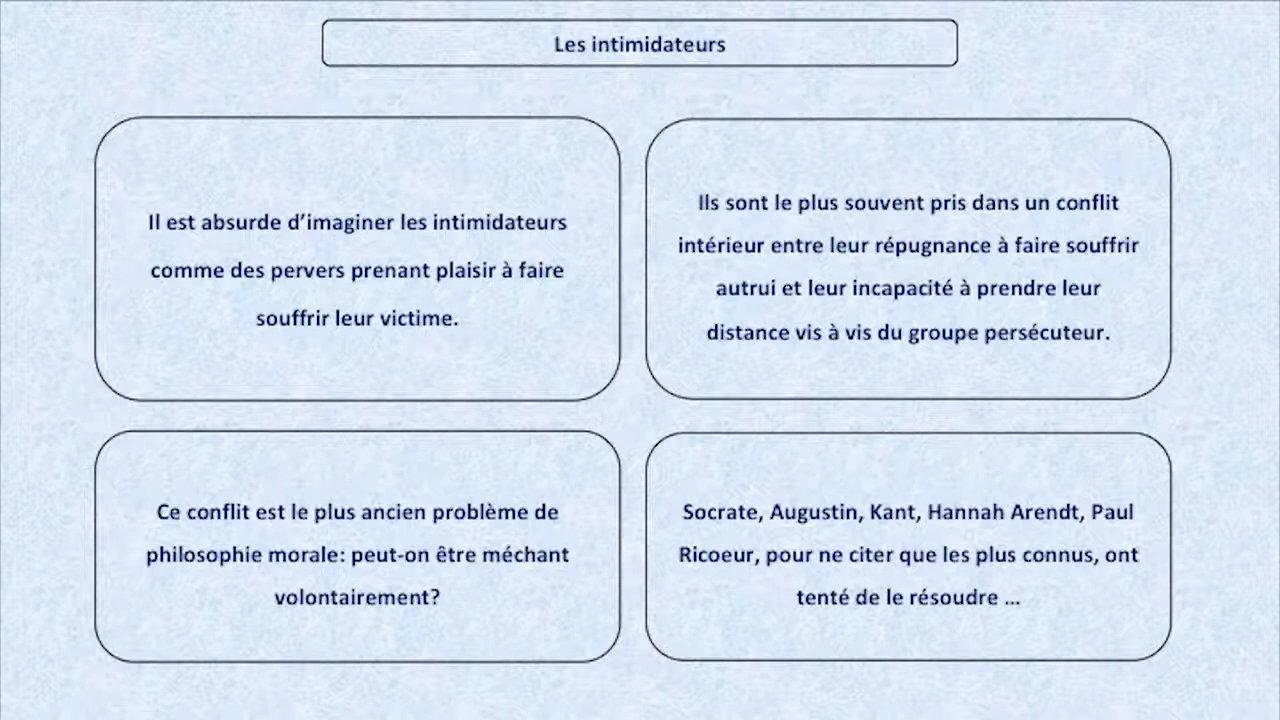 Les intimidateurs
Il est absurde d’imaginer les intimidateurs
comme des pervers prenant plaisir à faire
souffrir leur victime.
Ils sont le plus souvent pris dans un conflit
intérieur entre leur répugnance à faire souffrir
autrui et leur incapacité à prendre leur
distance vis à vis du groupe persécuteur.
Ce conflit est le plus ancien problème de
philosophie morale: peut-on être méchant
volontairement?
Socrate, Augustin, Kant, Hannah Arendt, Paul
Ricoeur, pour ne citer que les plus connus, ont
tenté de le résoudre ...